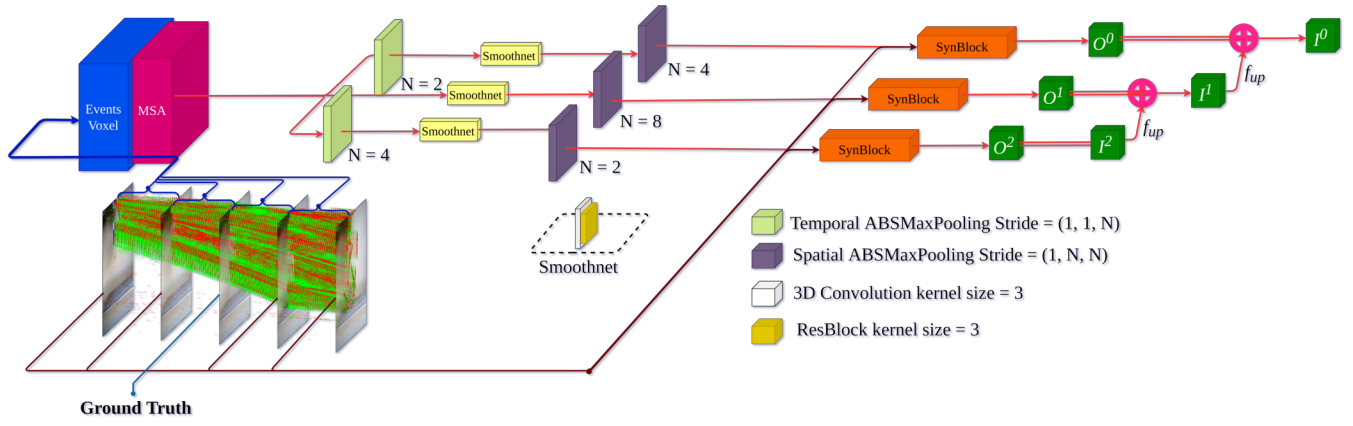 Events
Voxel
MSA
N = 2
N = 4
Smoothnet
Smoothnet
Smoothnet
N = 4
N = 8
N = 2
SynBlock
SynBlock
SynBlock
O⁰
I⁰
O¹
I¹
O²
I²
f_up
f_up
Smoothnet
Temporal ABSMaxPooling Stride = (1, 1, N)
Spatial ABSMaxPooling Stride = (1, N, N)
3D Convolution kernel size = 3
ResBlock kernel size = 3
Ground Truth